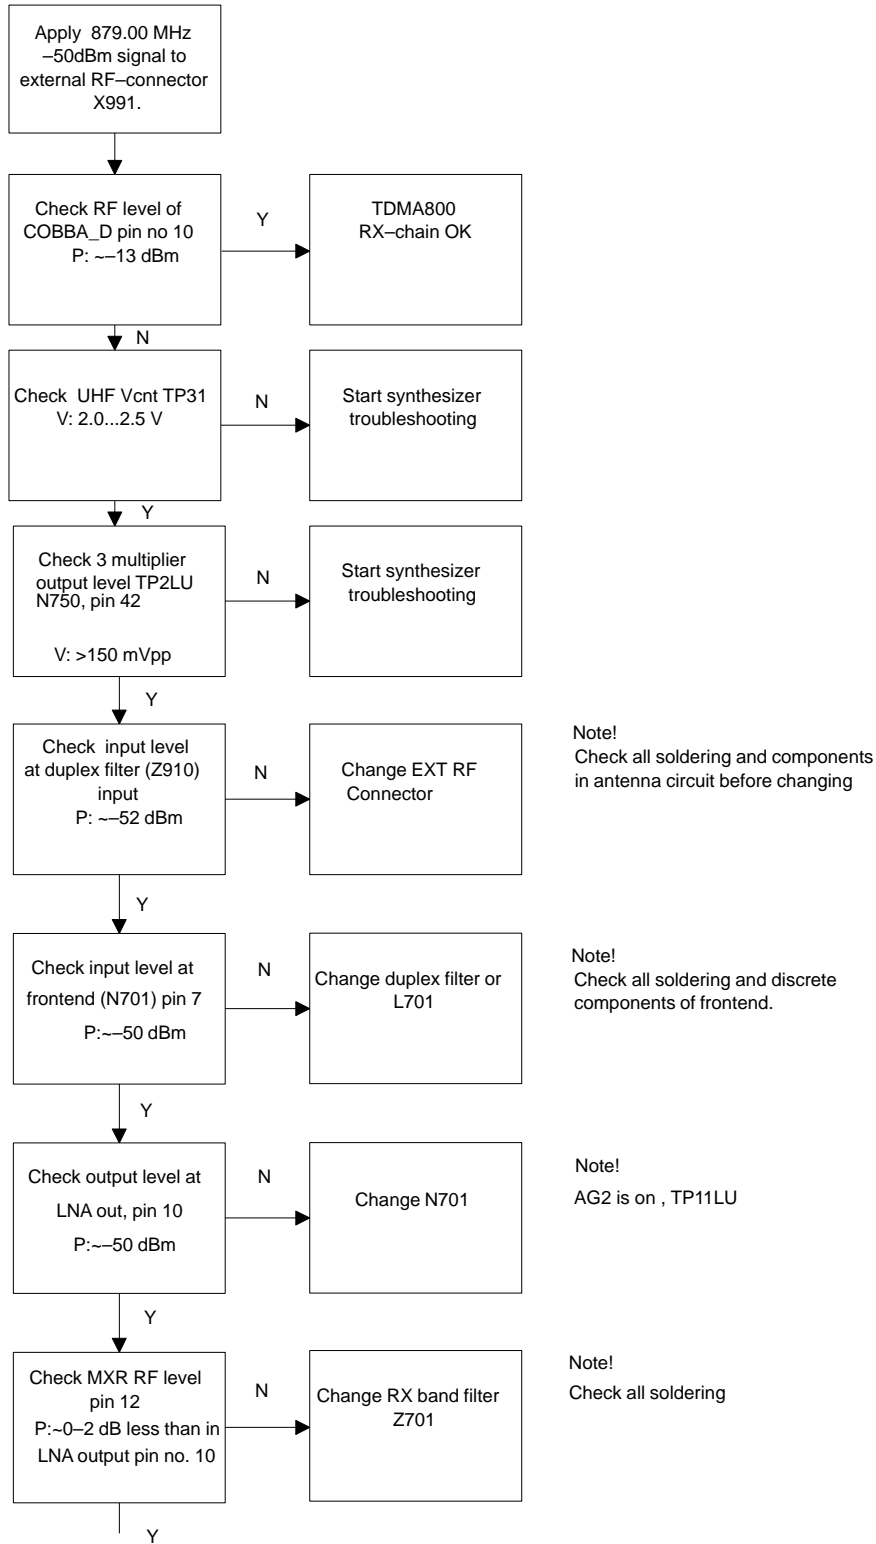 Apply 879.00 MHz
–50dBm signal to
external RF–connector
X991.
Check RF level of
COBBA_D pin no 10
P: ~–13 dBm
Y
TDMA800
RX–chain OK
N
Check UHF Vcnt TP31
V: 2.0...2.5 V
N
Start synthesizer
troubleshooting
Y
Check 3 multiplier
output level TP2LU
N750, pin 42
V: >150 mVpp
N
Start synthesizer
troubleshooting
Y
Check input level
at duplex filter (Z910)
input
P: ~–52 dBm
N
Change EXT RF
Connector
Note!
Check all soldering and components
in antenna circuit before changing
Y
Check input level at
frontend (N701) pin 7
P:~–50 dBm
N
Change duplex filter or
L701
Note!
Check all soldering and discrete
components of frontend.
Y
Check output level at
LNA out, pin 10
P:~–50 dBm
N
Change N701
Note!
AG2 is on , TP11LU
Y
Check MXR RF level
pin 12
P:~0–2 dB less than in
LNA output pin no. 10
N
Change RX band filter
Z701
Note!
Check all soldering
Y